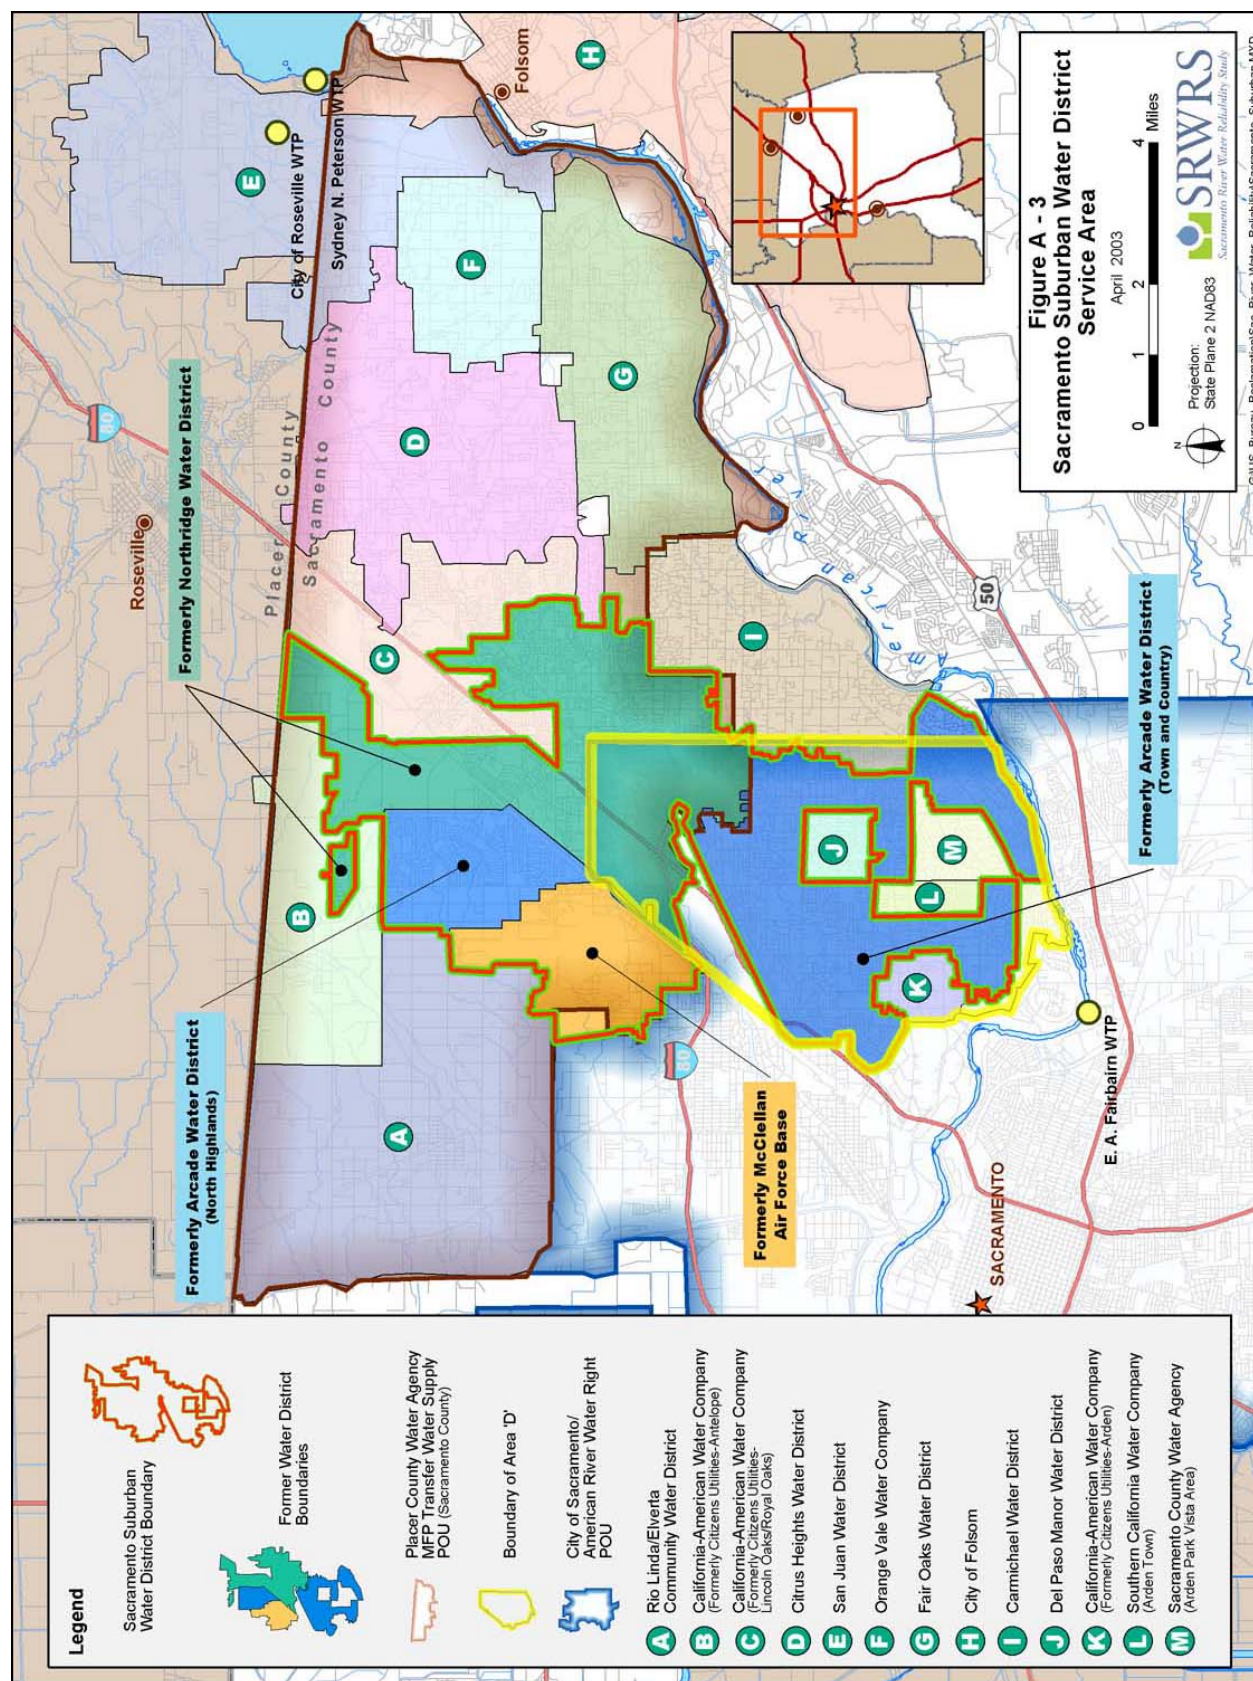 Legend
Sacramento Suburban
Water District Boundary
Former Water District
Boundaries
Placer County Water Agency
MFP Transfer Water Supply
POU (Sacramento County)
Boundary of Area 'D'
City of Sacramento/
American River Water Right
POU
A Rio Linda/Elverta
Community Water District
B California-American Water Company
(Formerly Citizens Utilities-Antelope)
C California-American Water Company
(Formerly Citizens Utilities-
Lincoln Oaks/Royal Oaks)
D Citrus Heights Water District
E San Juan Water District
F Orange Vale Water Company
G Fair Oaks Water District
H City of Folsom
I Carmichael Water District
J Del Paso Manor Water District
K California-American Water Company
(Formerly Citizens Utilities-Arden)
L Southern California Water Company
(Arden Town)
M Sacramento County Water Agency
(Arden Park Vista Area)
Formerly Arcade Water District
(North Highlands)
Formerly Northridge Water District
Roseville
80
Placer County
Sacramento County
City of Roseville WTP
Sydney N. Peterson WTP
Folsom
A
B
C
D
E
F
G
H
I
J
K
L
M
Formerly McClellan
Air Force Base
80
American River
50
Formerly Arcade Water District
(Town and Country)
E. A. Fairbairn WTP
SACRAMENTO
Figure A - 3
Sacramento Suburban Water District
Service Area
April 2003
0 1 2 4
Miles
N
Projection:
State Plane 2 NAD83
SRWRS
Sacramento River Water Reliability Study